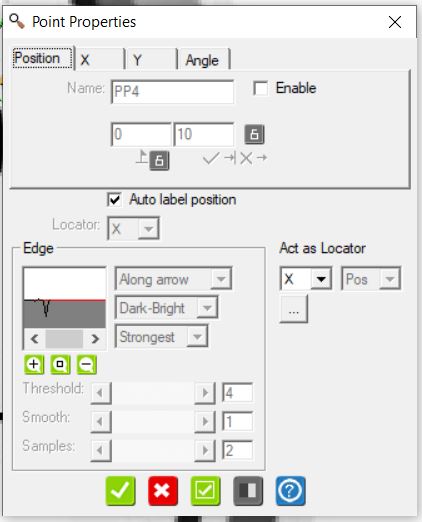 Point Properties
Position X Y Angle
Name: PP4 Enable
0 10
Auto label position
Locator: X
Edge
Act as Locator
Along arrow
X Pos
Dark-Bright
...
Strongest
Threshold: 4
Smooth: 1
Samples: 2